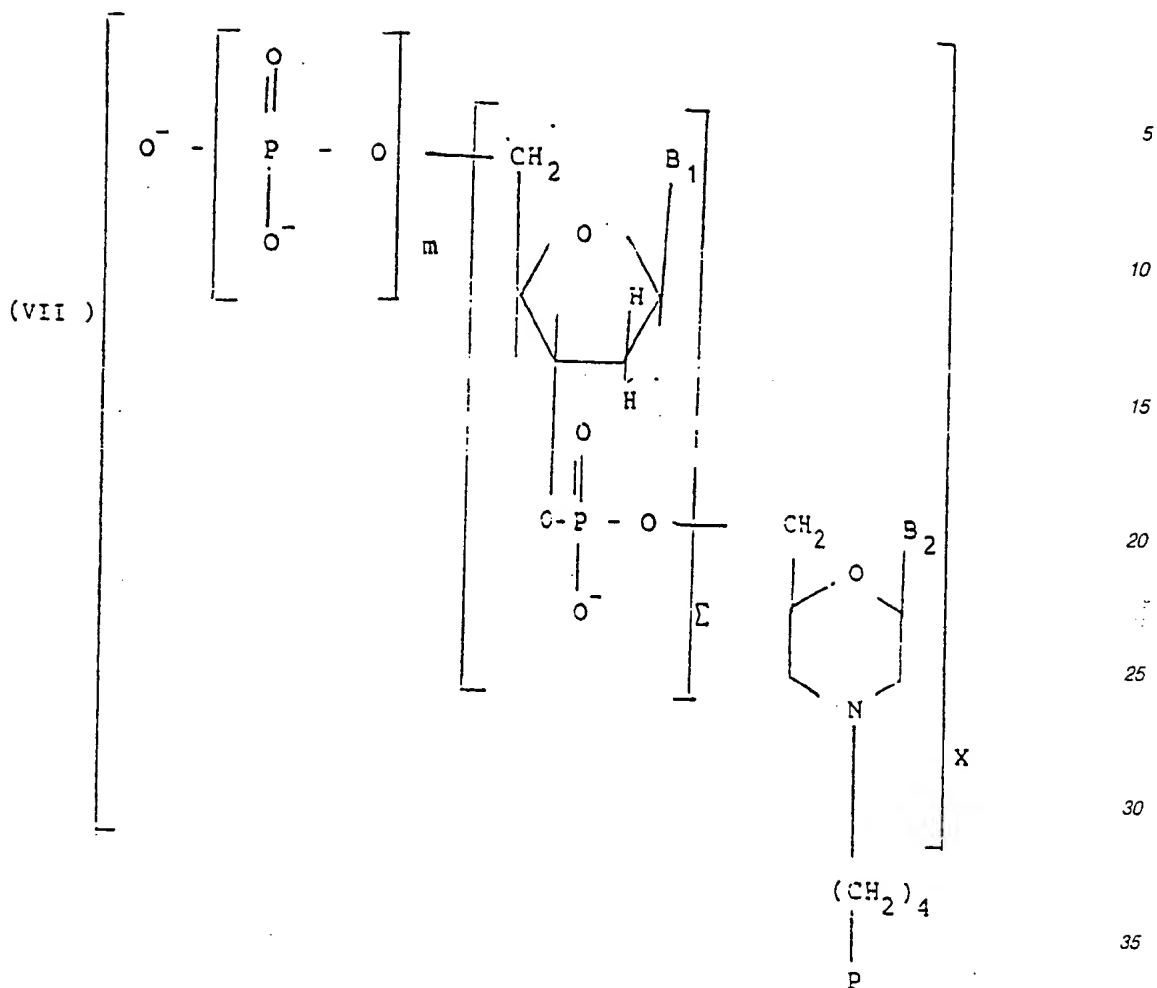 O
O⁻ - P - O CH₂ B₁ 5
O⁻ m O
H 10
(VII )
H
O 15
O-P - O CH₂ B₂ 20
O
O⁻ Σ
25
N
X
30
(CH₂)₄
35
P